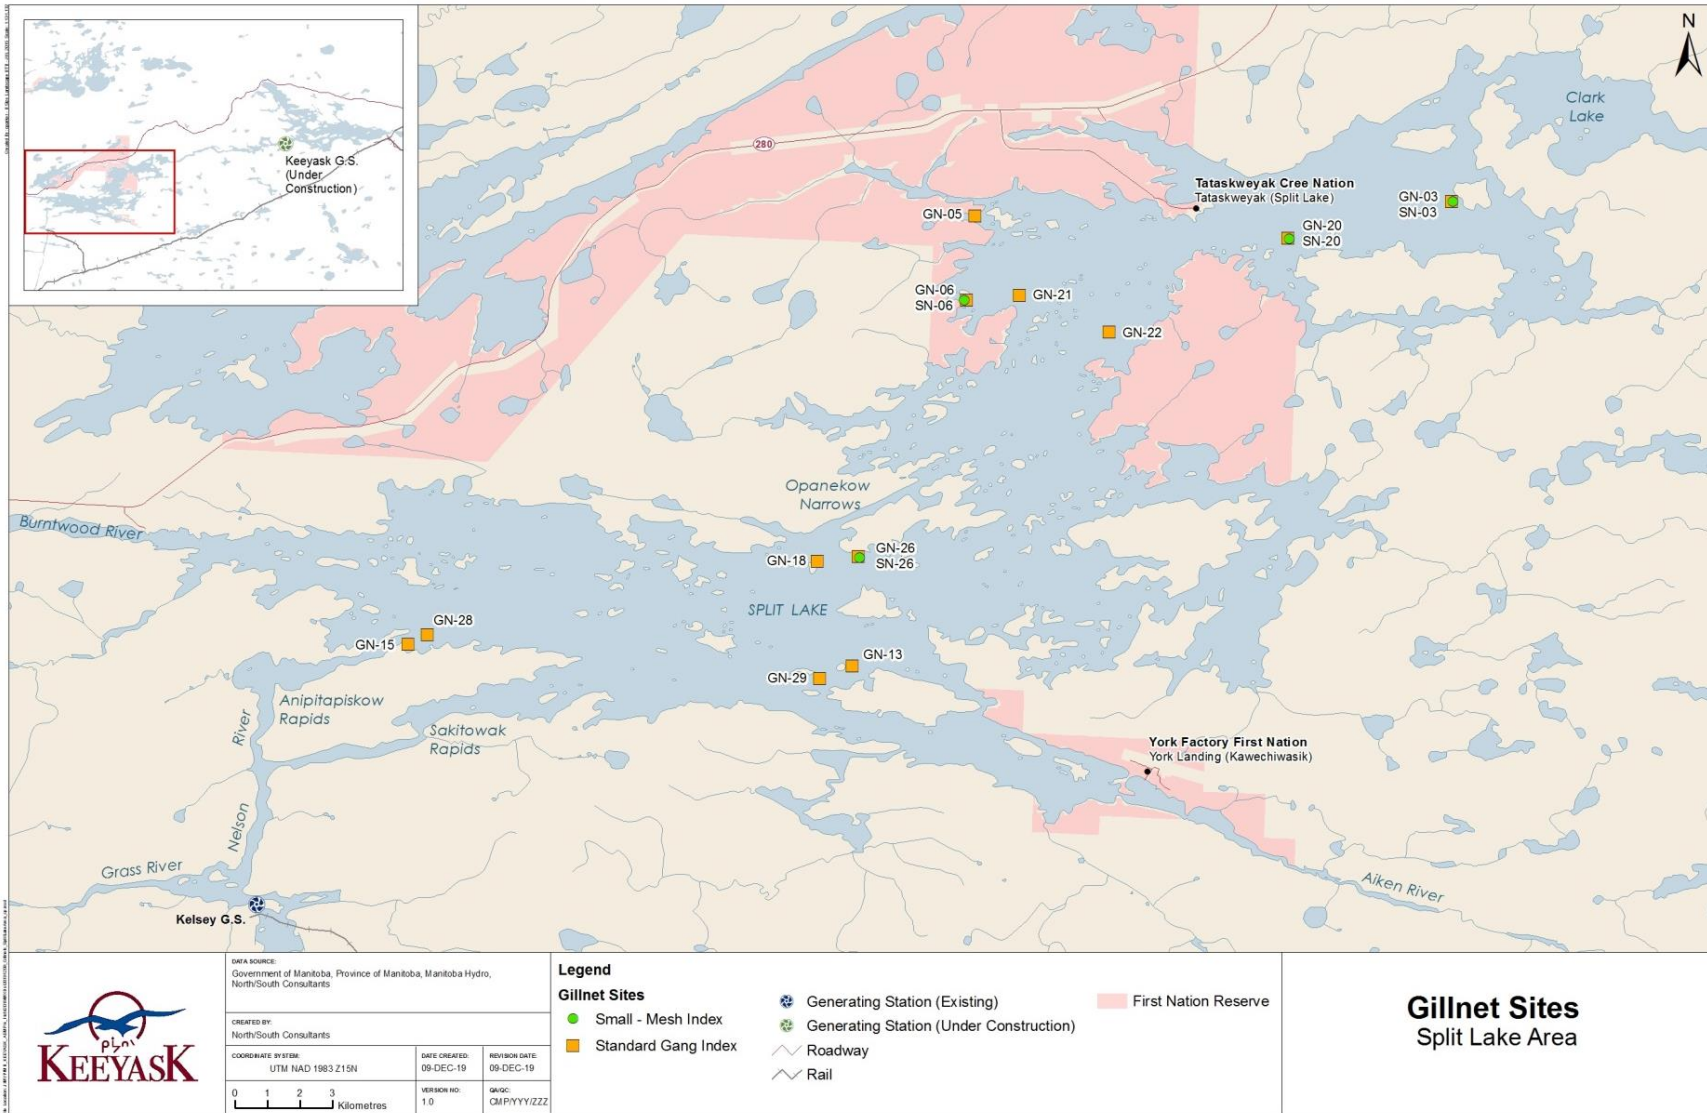 N
Clark
Lake
Keeyask G.S.
(Under
Construction)
280
Tataskweyak Cree Nation
Tataskweyak (Split Lake)
GN-03
SN-03
GN-05
GN-20
SN-20
GN-06
SN-06
GN-21
GN-22
Opanekow
Narrows
Burntwood River
GN-18
GN-26
SN-26
SPLIT LAKE
GN-28
GN-15
GN-13
GN-29
Anipitapiskow
Rapids
Sakitowak
Rapids
Nelson River
York Factory First Nation
York Landing (Kawechiwasik)
Grass River
Aiken River
Kelsey G.S.
KEEYASK
DATA SOURCE:
Government of Manitoba, Province of Manitoba, Manitoba Hydro,
North/South Consultants
CREATED BY:
North/South Consultants
COORDINATE SYSTEM:
UTM NAD 1983 Z15N
DATE CREATED:
09-DEC-19
REVISION DATE:
09-DEC-19
0 1 2 3
Kilometres
VERSION NO:
1.0
QA/QC:
CMP/YYY/ZZZ
Legend
Gillnet Sites
Small - Mesh Index
Standard Gang Index
Generating Station (Existing)
Generating Station (Under Construction)
Roadway
Rail
First Nation Reserve
Gillnet Sites
Split Lake Area